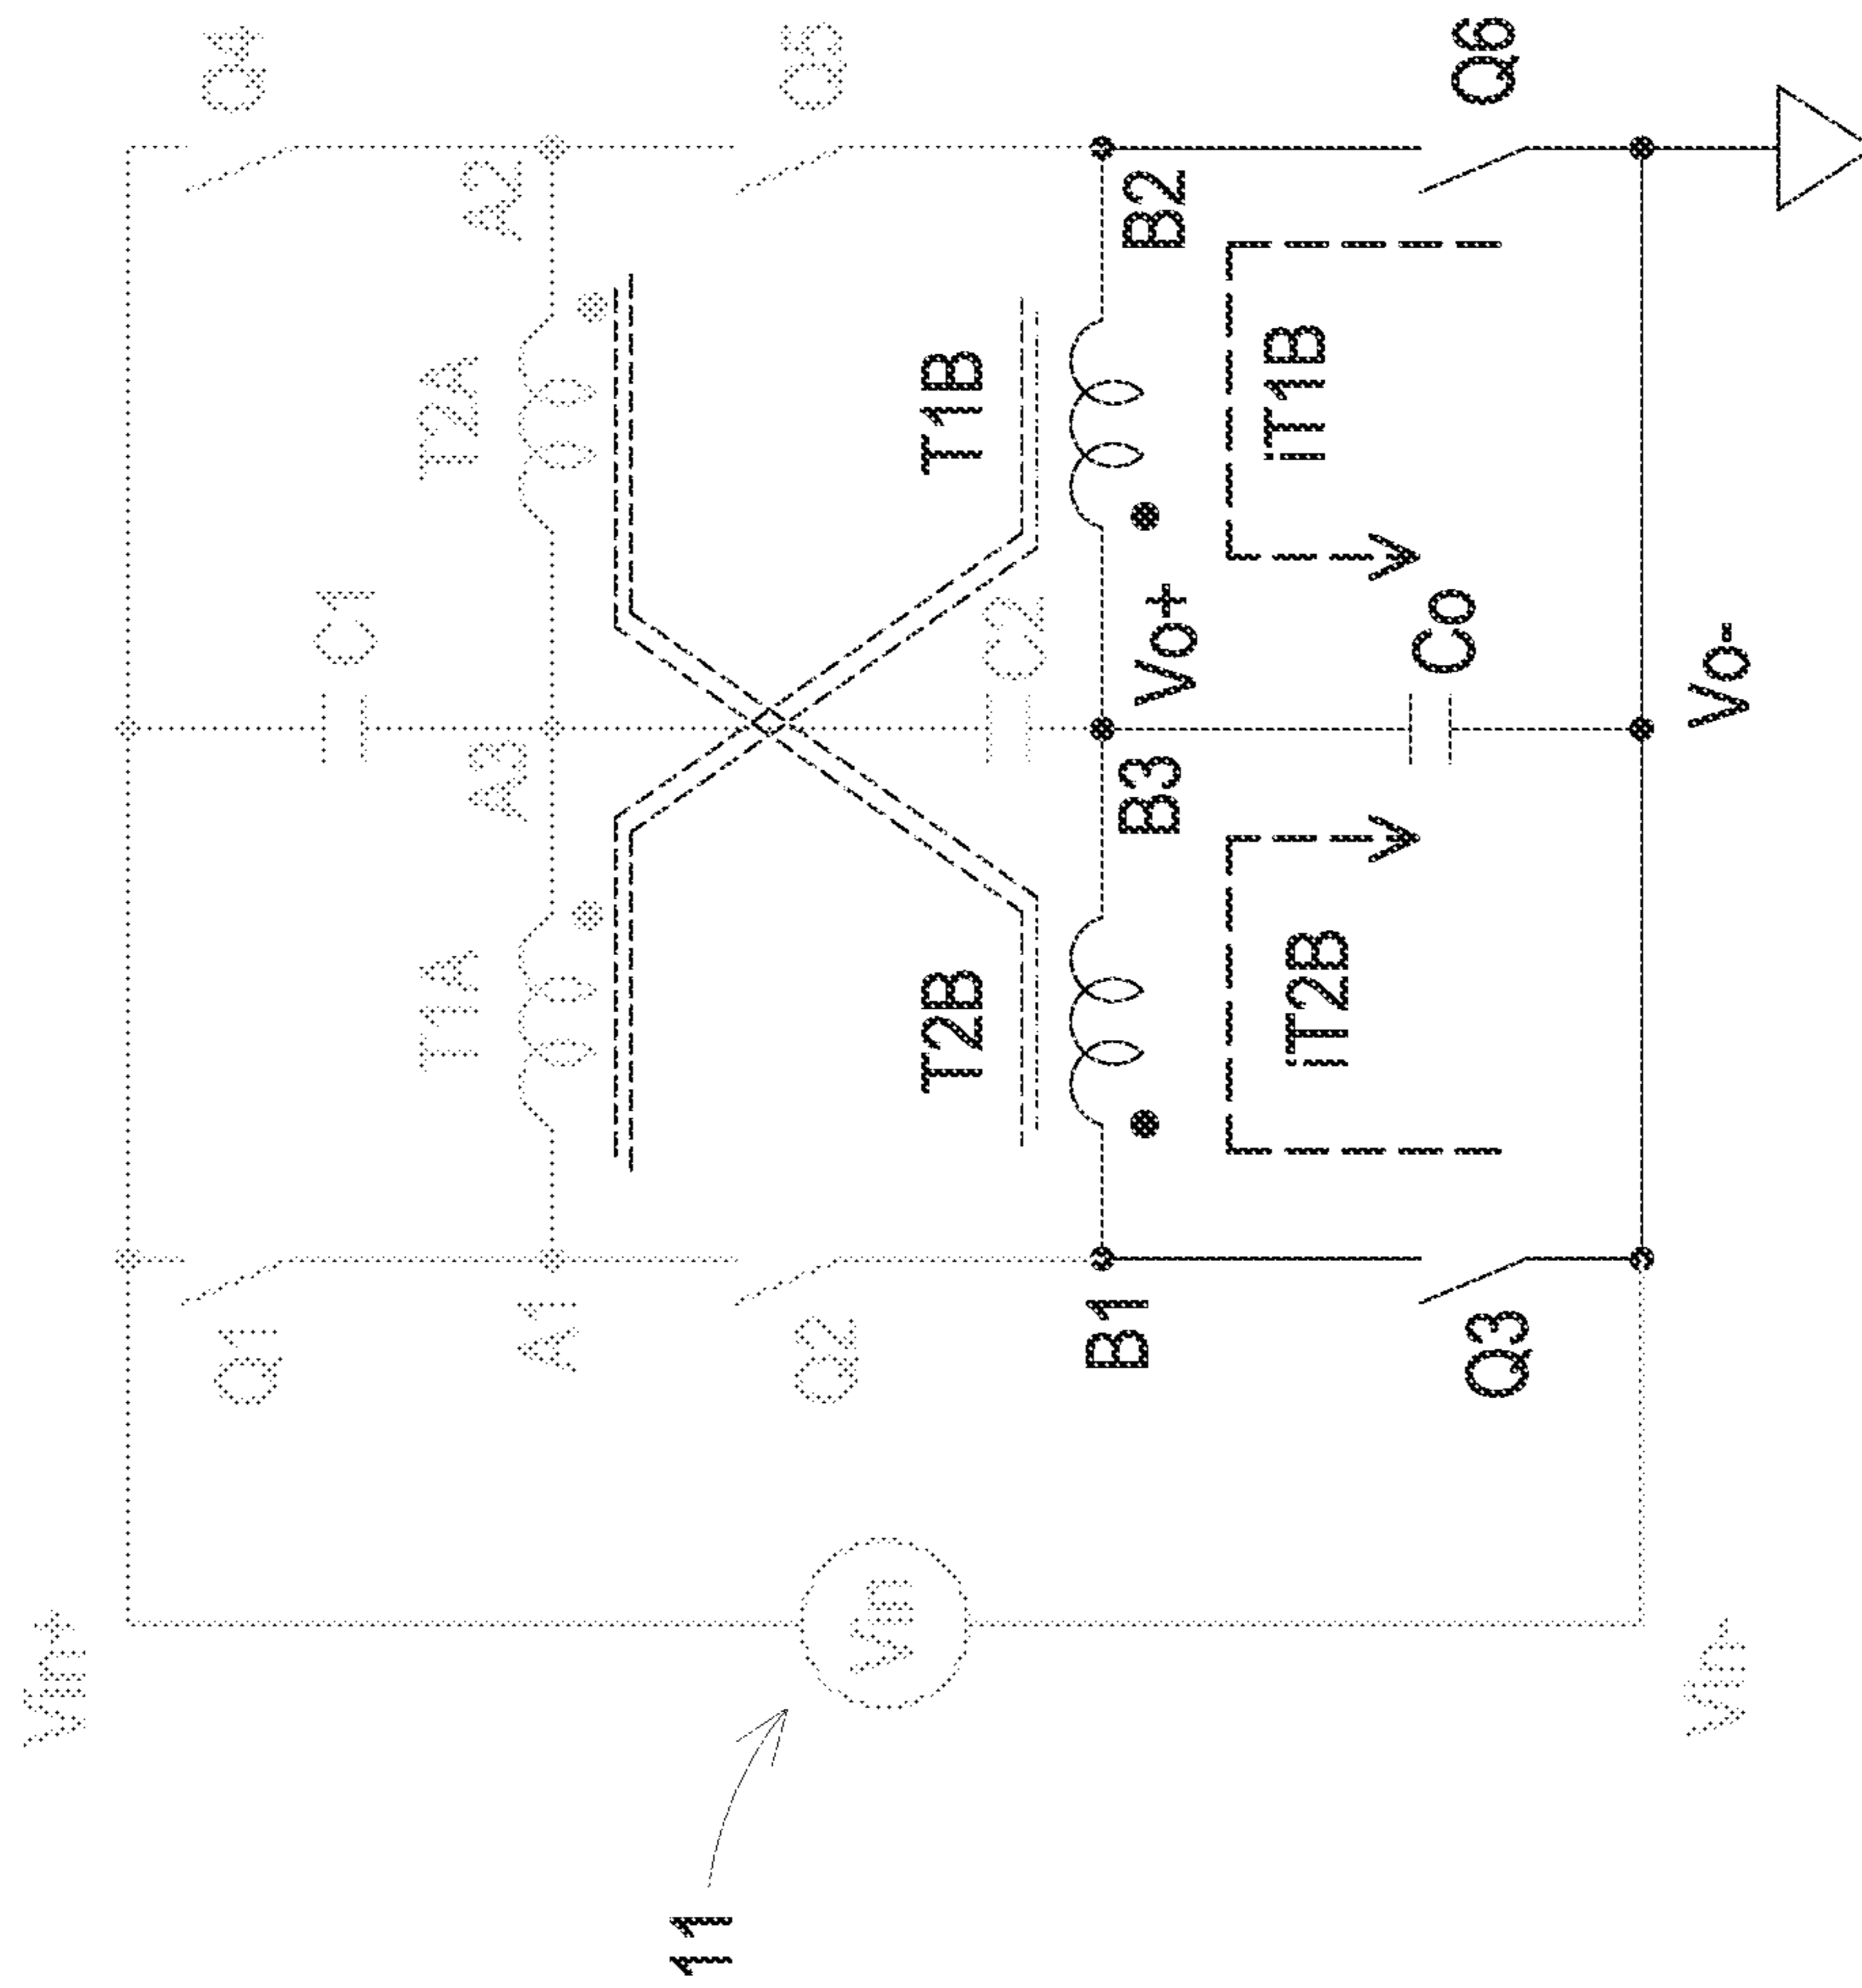 Vin+
Q4
C1
Q1
T2A
A2
T1A
A3
A1
Q5
Q2
Vin
11
T1B
C2
T2B
B2
Vo+
B3
B1
iT1B
iT2B
Q6
Co
Q3
Vo-
Vin-